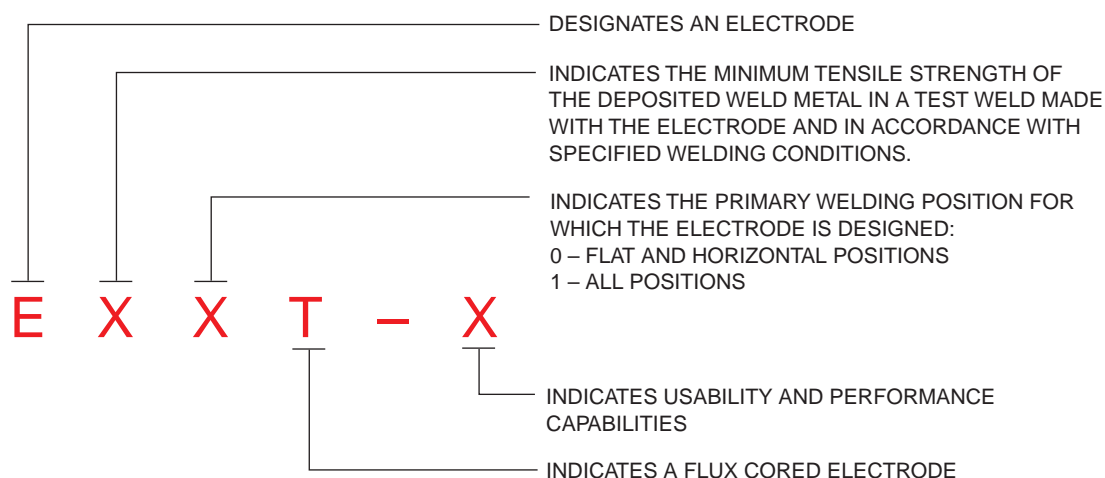 DESIGNATES AN ELECTRODE
INDICATES THE MINIMUM TENSILE STRENGTH OF
THE DEPOSITED WELD METAL IN A TEST WELD MADE
WITH THE ELECTRODE AND IN ACCORDANCE WITH
SPECIFIED WELDING CONDITIONS.
INDICATES THE PRIMARY WELDING POSITION FOR
WHICH THE ELECTRODE IS DESIGNED:
0 – FLAT AND HORIZONTAL POSITIONS
1 – ALL POSITIONS
E X X T – X
INDICATES USABILITY AND PERFORMANCE
CAPABILITIES
INDICATES A FLUX CORED ELECTRODE